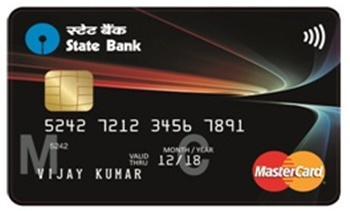 स्टेट बैंक
State Bank
5242 7212 3456 7891
5242
MONTH/YEAR
VALID THRU 12/18
M C
VIJAY KUMAR
MasterCard